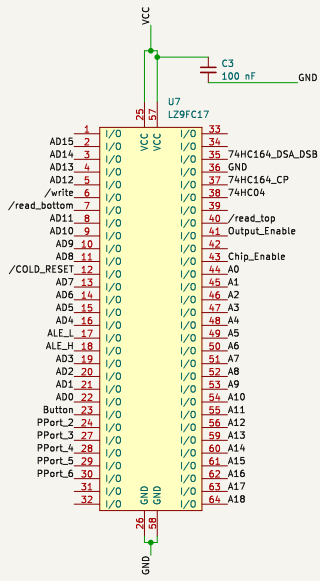 VCC
C3
100 nF
GND
U7
LZ9FC17
25 57
VCC VCC
1 I/O I/O 33
AD15 2 I/O I/O 34
AD14 3 I/O I/O 35 74HC164_DSA_DSB
AD13 4 I/O I/O 36 GND
AD12 5 I/O I/O 37 74HC164_CP
/write 6 I/O I/O 38 74HC04
/read_bottom 7 I/O I/O 39
AD11 8 I/O I/O 40 /read_top
AD10 9 I/O I/O 41 Output_Enable
AD9 10 I/O I/O 42
AD8 11 I/O I/O 43 Chip_Enable
/COLD_RESET 12 I/O I/O 44 A0
AD7 13 I/O I/O 45 A1
AD6 14 I/O I/O 46 A2
AD5 15 I/O I/O 47 A3
AD4 16 I/O I/O 48 A4
ALE_L 17 I/O I/O 49 A5
ALE_H 18 I/O I/O 50 A6
AD3 19 I/O I/O 51 A7
AD2 20 I/O I/O 52 A8
AD1 21 I/O I/O 53 A9
AD0 22 I/O I/O 54 A10
Button 23 I/O I/O 55 A11
PPort_2 24 I/O I/O 56 A12
PPort_3 27 I/O I/O 59 A13
PPort_4 28 I/O I/O 60 A14
PPort_5 29 I/O I/O 61 A15
PPort_6 30 I/O I/O 62 A16
31 I/O I/O 63 A17
32 I/O I/O 64 A18
GND GND
26 58
GND